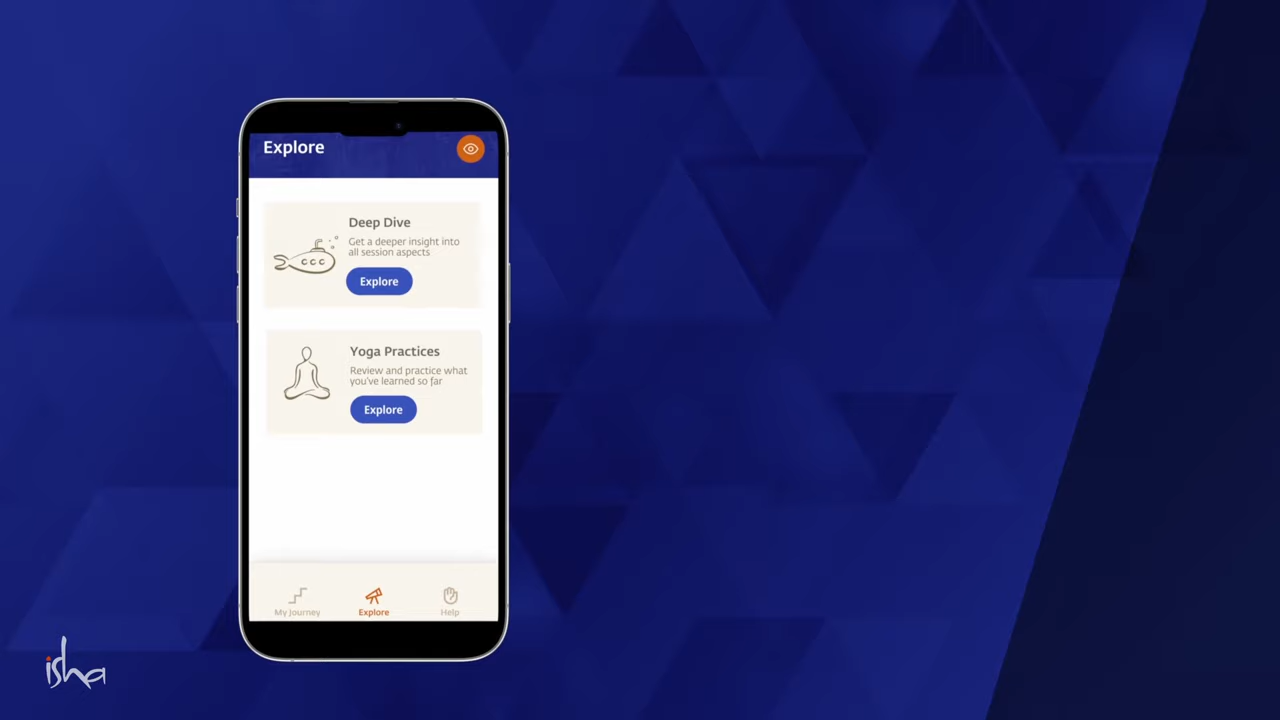 Explore
Deep Dive
Get a deeper insight into
all session aspects
Explore
Yoga Practices
Review and practice what
you've learned so far
Explore
My Journey
Explore
Help
isha